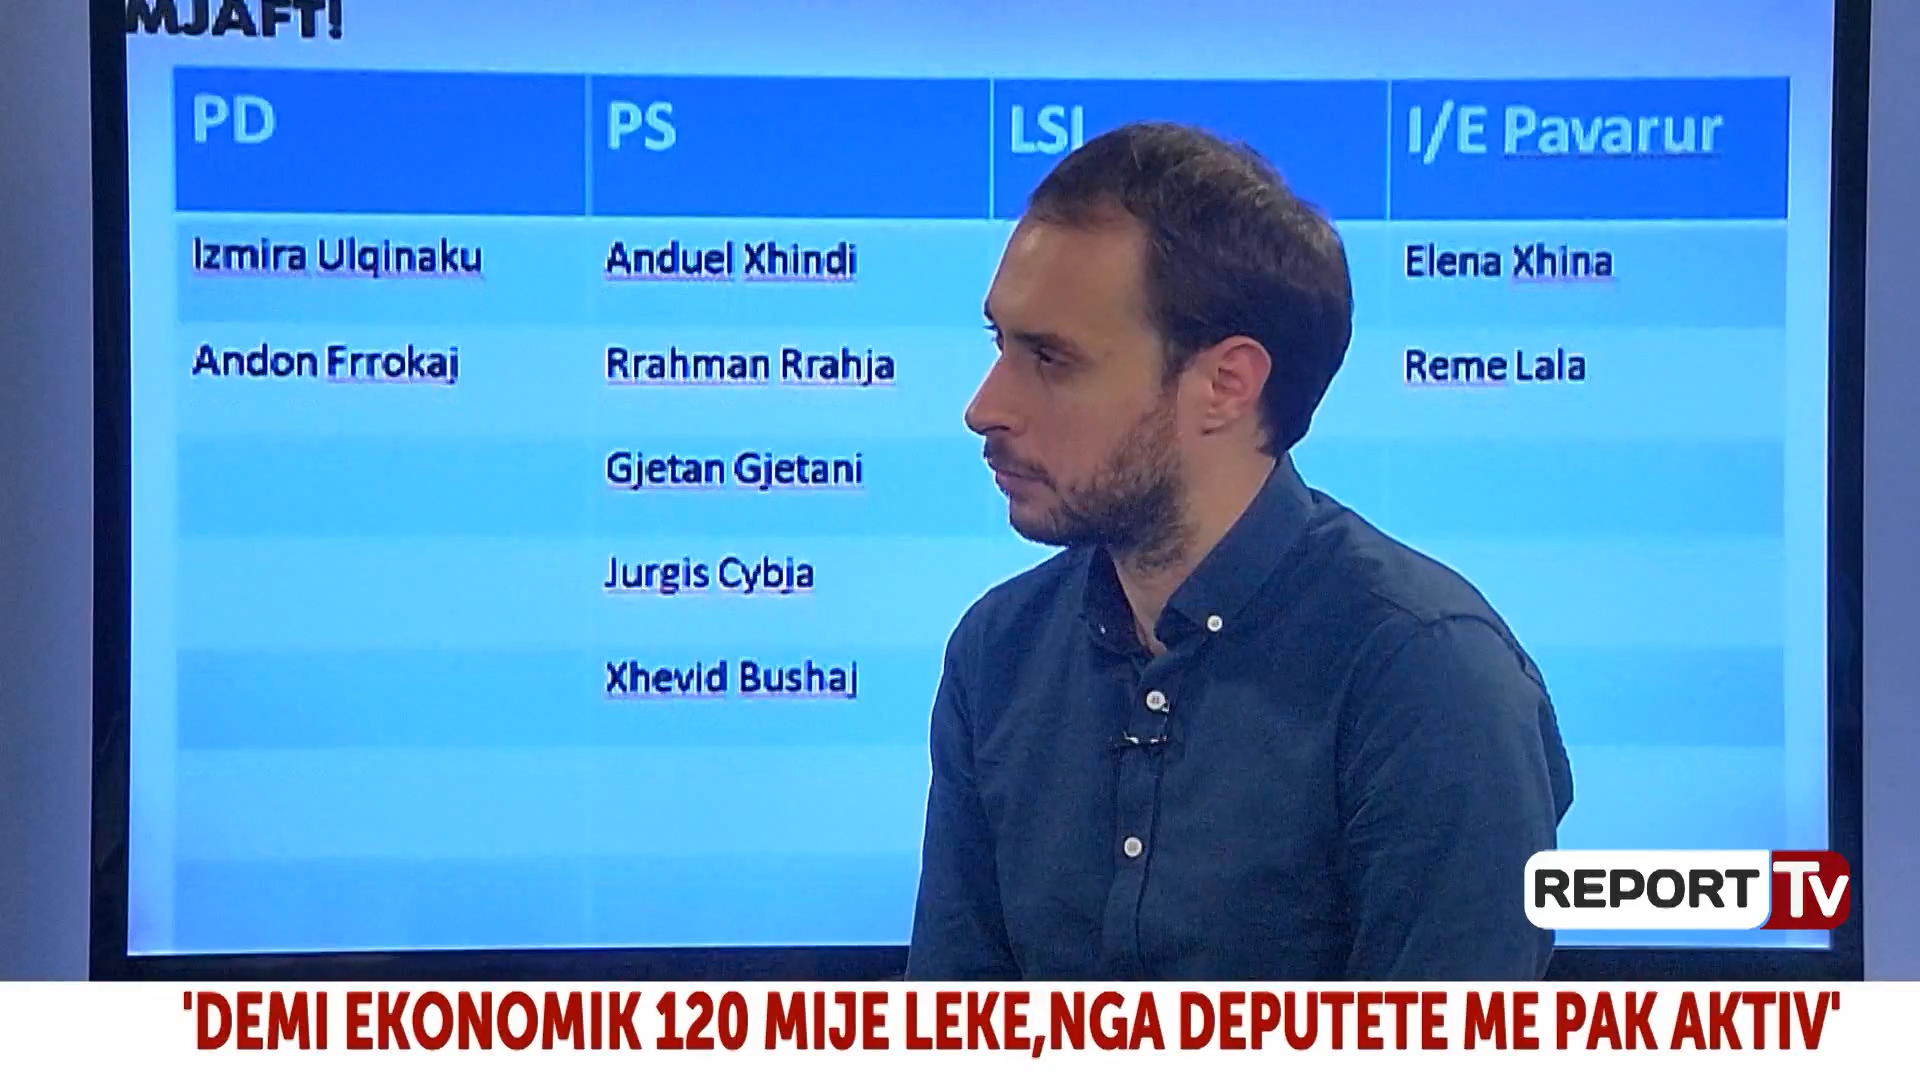 MJAFT!
PD PS LSI I/E Pavarur
Izmira Ulqinaku Anduel Xhindi Elena Xhina
Andon Frrokaj Rrahman Rrahja Reme Lala
Gjetan Gjetani
Jurgis Cybja
Xhevid Bushaj
REPORT TV
'DEMI EKONOMIK 120 MIJE LEKE,NGA DEPUTETE ME PAK AKTIV'